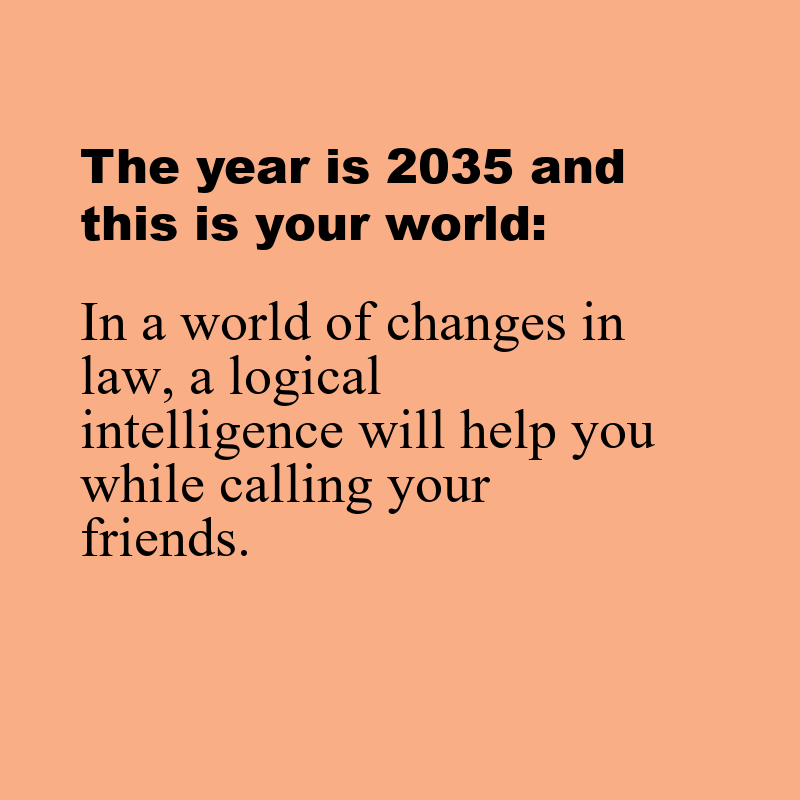 The year is 2035 and
this is your world:
In a world of changes in
law, a logical
intelligence will help you
while calling your
friends.